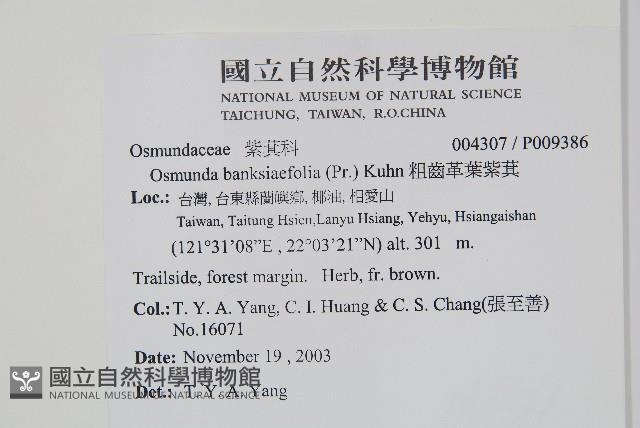 國立自然科學博物館
NATIONAL MUSEUM OF NATURAL SCIENCE
TAICHUNG, TAIWAN, R.O.CHINA
Osmundaceae 紫萁科 004307 / P009386
Osmunda banksiaefolia (Pr.) Kuhn 粗齒革葉紫萁
Loc.: 台灣, 台東縣蘭嶼鄉, 椰油, 相愛山
Taiwan, Taitung Hsien,Lanyu Hsiang, Yehyu, Hsiangaishan
(121°31'08”E , 22°03'21”N) alt. 301 m.
Trailside, forest margin. Herb, fr. brown.
Col.: T. Y. A. Yang, C. I. Huang & C. S. Chang(張至善)
No.16071
Date: November 19 , 2003
Det.: T. Y. A. Yang
國立自然科學博物館
NATIONAL MUSEUM OF NATURAL SCIENCE